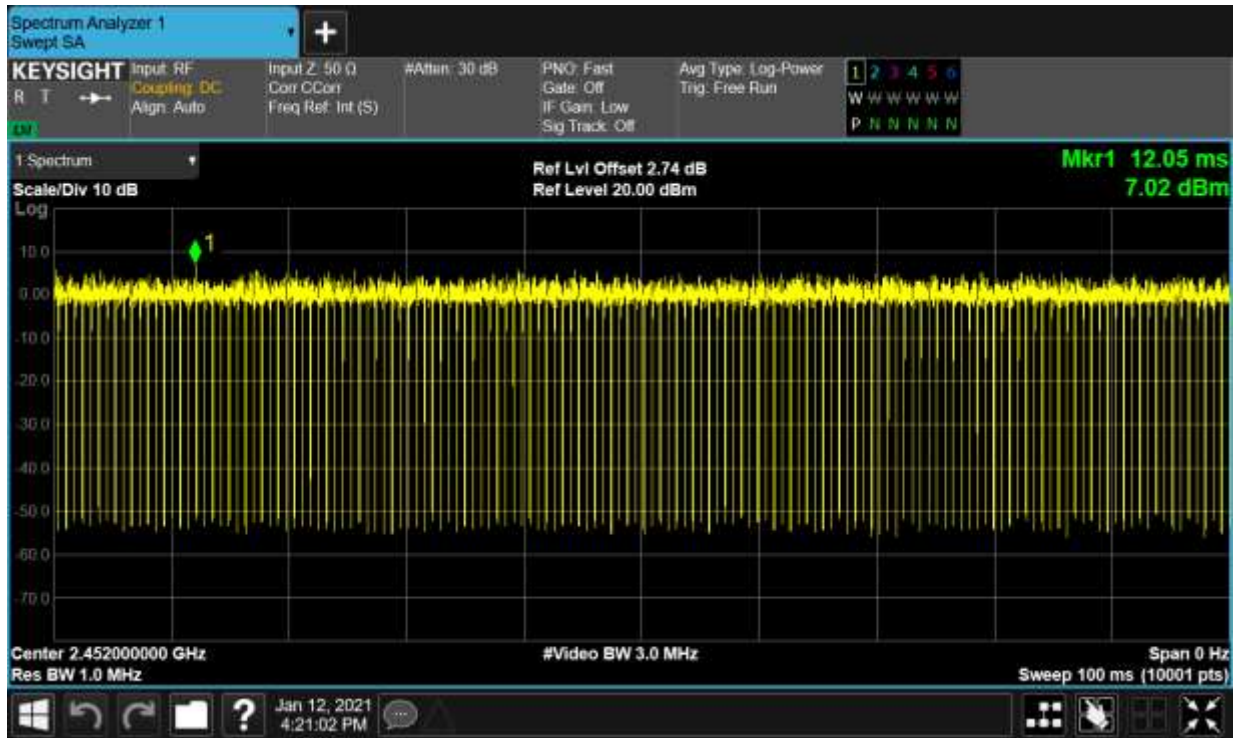 Spectrum Analyzer 1
Swept SA
+
KEYSIGHT
R T
Input: RF
Coupling: DC
Align: Auto
Input Z: 50 Ω
Corr CCorr
Freq Ref: Int (S)
#Atten: 30 dB
PNO: Fast
Gate: Off
IF Gain: Low
Sig Track: Off
Avg Type: Log-Power
Trig: Free Run
1 2 3 4 5 6
W W W W W W
P N N N N N
1 Spectrum
Scale/Div 10 dB
Log
Ref Lvl Offset 2.74 dB
Ref Level 20.00 dBm
Mkr1 12.05 ms
7.02 dBm
1
10.0
0.00
-10.0
-20.0
-30.0
-40.0
-50.0
-60.0
-70.0
Center 2.452000000 GHz
Res BW 1.0 MHz
#Video BW 3.0 MHz
Span 0 Hz
Sweep 100 ms (10001 pts)
?
Jan 12, 2021
4:21:02 PM